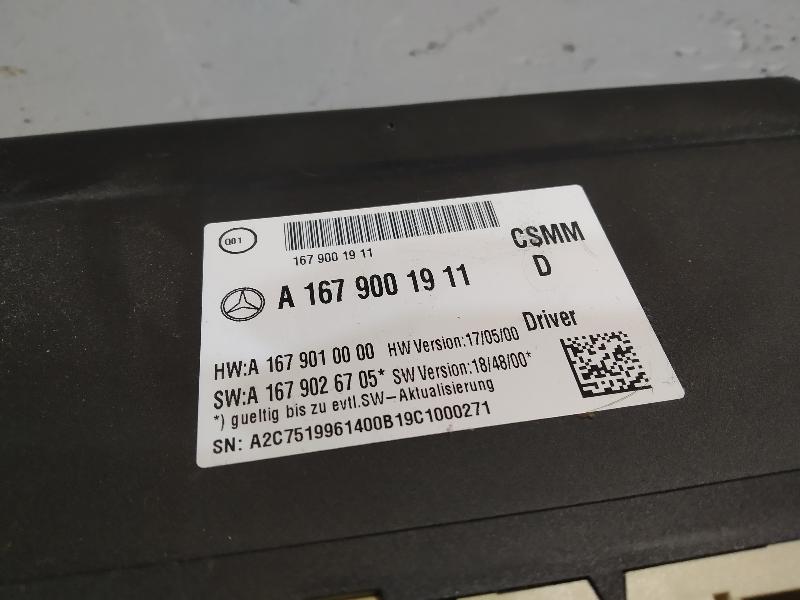 001
167 900 19 11
CSMM
D
A 167 900 19 11
Driver
HW:A 167 901 00 00 HW Version:17/05/00
SW:A 167 902 67 05* SW Version:18/48/00*
*) gueltig bis zu evtl.SW-Aktualisierung
SN: A2C7519961400B19C1000271